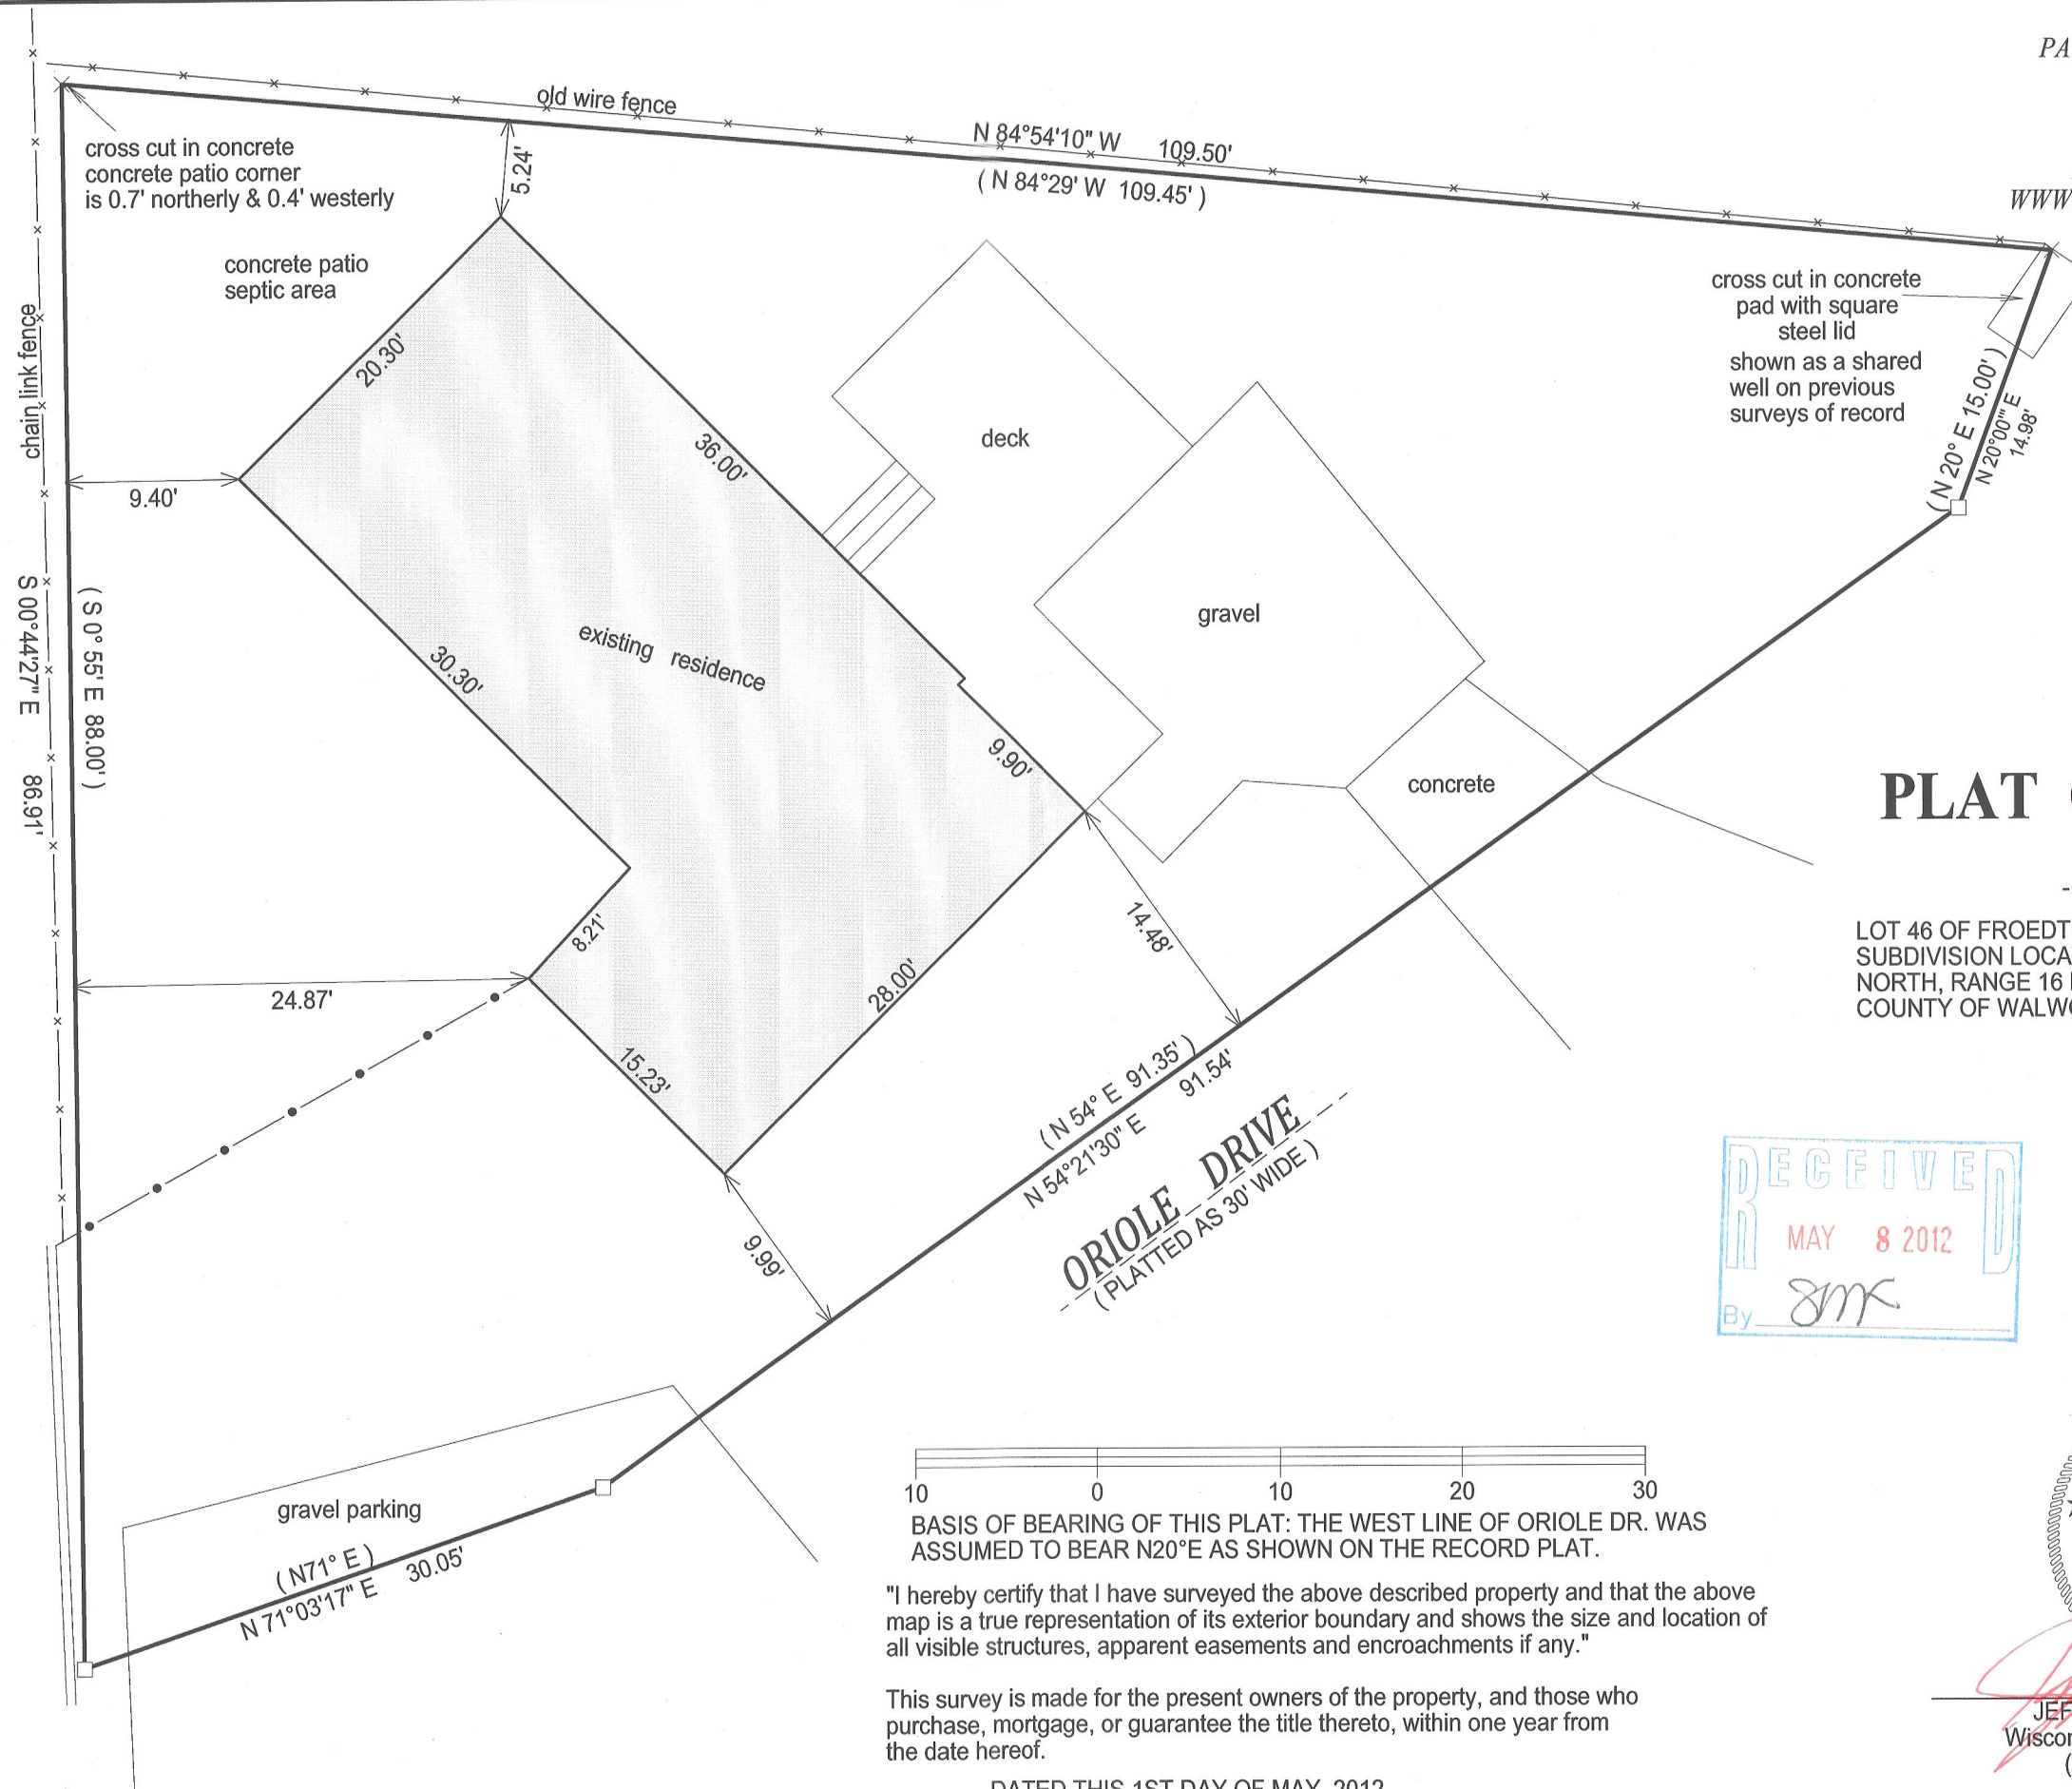 PA
WWW
old wire fence
N 84°54'10" W 109.50'
( N 84°29' W 109.45' )
cross cut in concrete
concrete patio corner
is 0.7' northerly & 0.4' westerly
5.24'
concrete patio
septic area
cross cut in concrete
pad with square
steel lid
shown as a shared
well on previous
surveys of record
( N 20° E 15.00' )
N 20°00'" E
14.98'
chain link fence
20.30'
36.00'
deck
9.40'
gravel
S 00°44'27" E 86.91'
( S 0° 55' E 88.00' )
existing residence
30.30'
9.90'
concrete
PLAT
LOT 46 OF FROEDT
SUBDIVISION LOCA
NORTH, RANGE 16
COUNTY OF WALW
8.21'
14.48'
28.00'
24.87'
15.23'
( N 54° E 91.35' )
N 54°21'30" E 91.54'
ORIOLE DRIVE
( PLATTED AS 30' WIDE )
9.99'
RECEIVED
MAY 8 2012
By SMK
gravel parking
( N71° E )
N 71°03'17" E 30.05'
10 0 10 20 30
BASIS OF BEARING OF THIS PLAT: THE WEST LINE OF ORIOLE DR. WAS
ASSUMED TO BEAR N20°E AS SHOWN ON THE RECORD PLAT.
"I hereby certify that I have surveyed the above described property and that the above
map is a true representation of its exterior boundary and shows the size and location of
all visible structures, apparent easements and encroachments if any."
This survey is made for the present owners of the property, and those who
purchase, mortgage, or guarantee the title thereto, within one year from
the date hereof.
DATED THIS 1ST DAY OF MAY, 2012
JEF
Wiscon
(